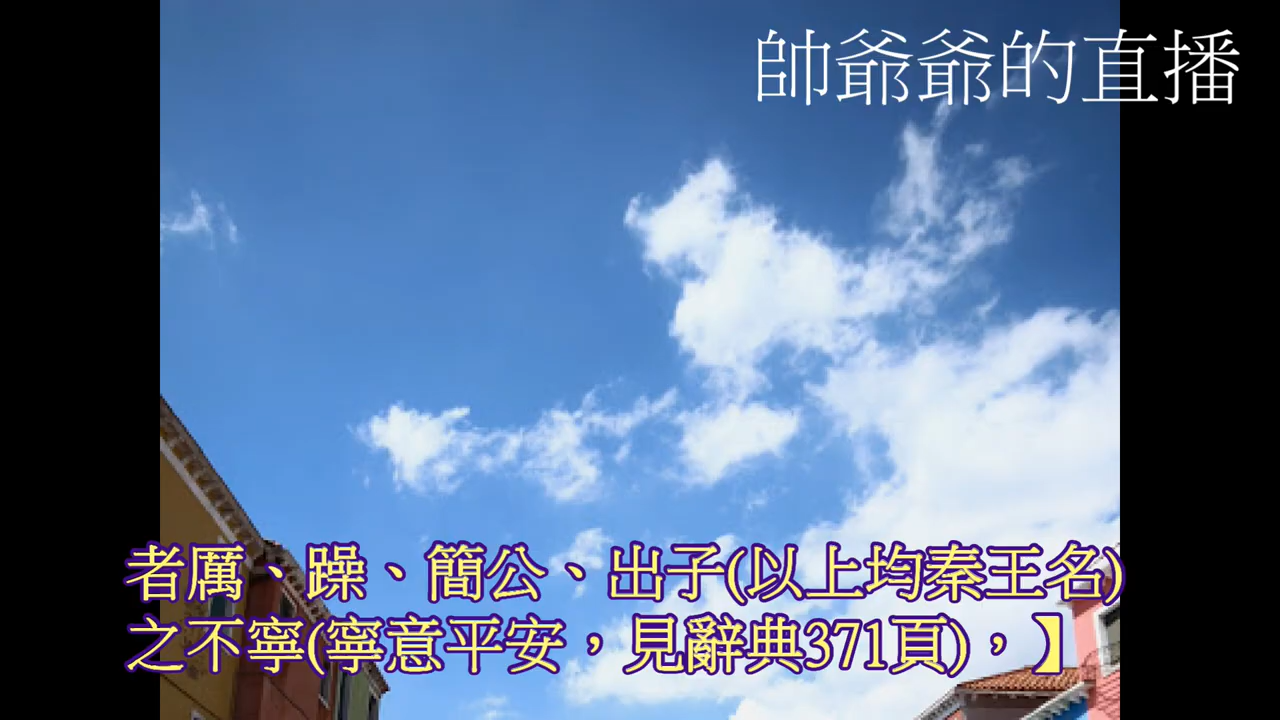 帥爺爺的直播
者厲、躁、簡公、出子(以上均秦王名)
之不寧(寧意平安，見辭典371頁)，】